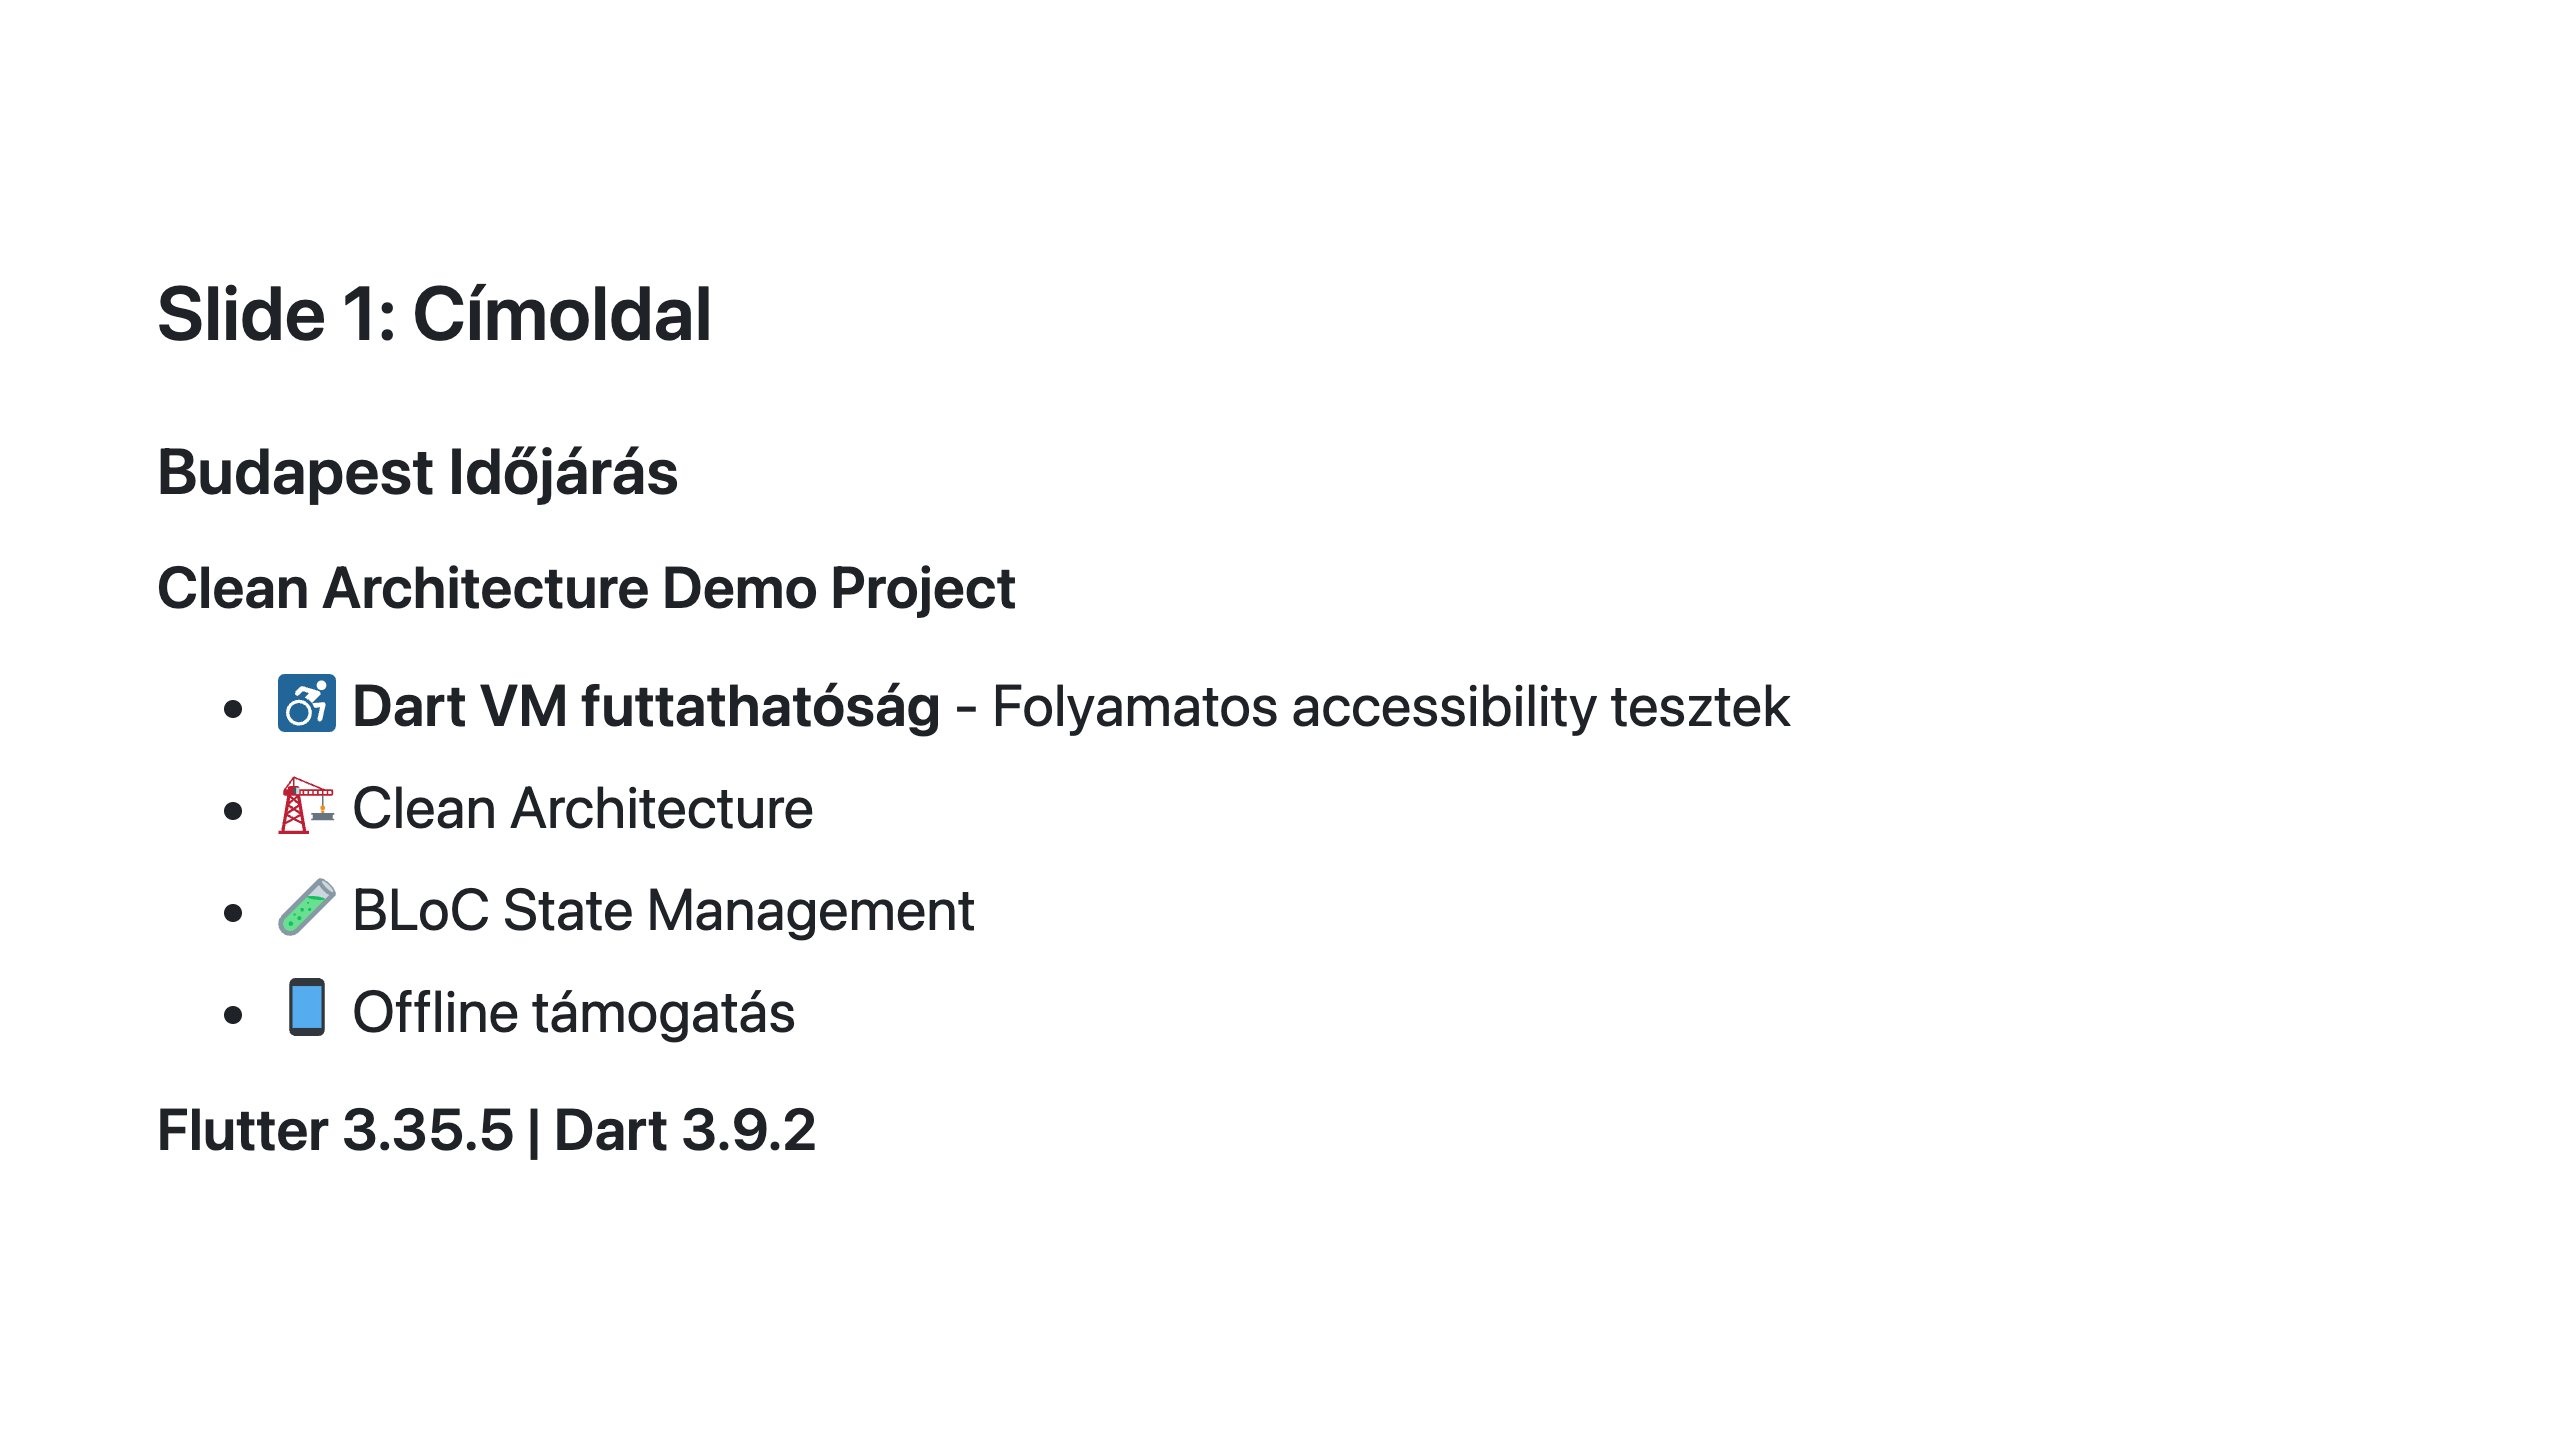 Slide 1: Címoldal
Budapest Időjárás
Clean Architecture Demo Project
• ♿ Dart VM futtathatóság - Folyamatos accessibility tesztek
• 🏗️ Clean Architecture
• 🧪 BLoC State Management
• 📱 Offline támogatás
Flutter 3.35.5 | Dart 3.9.2